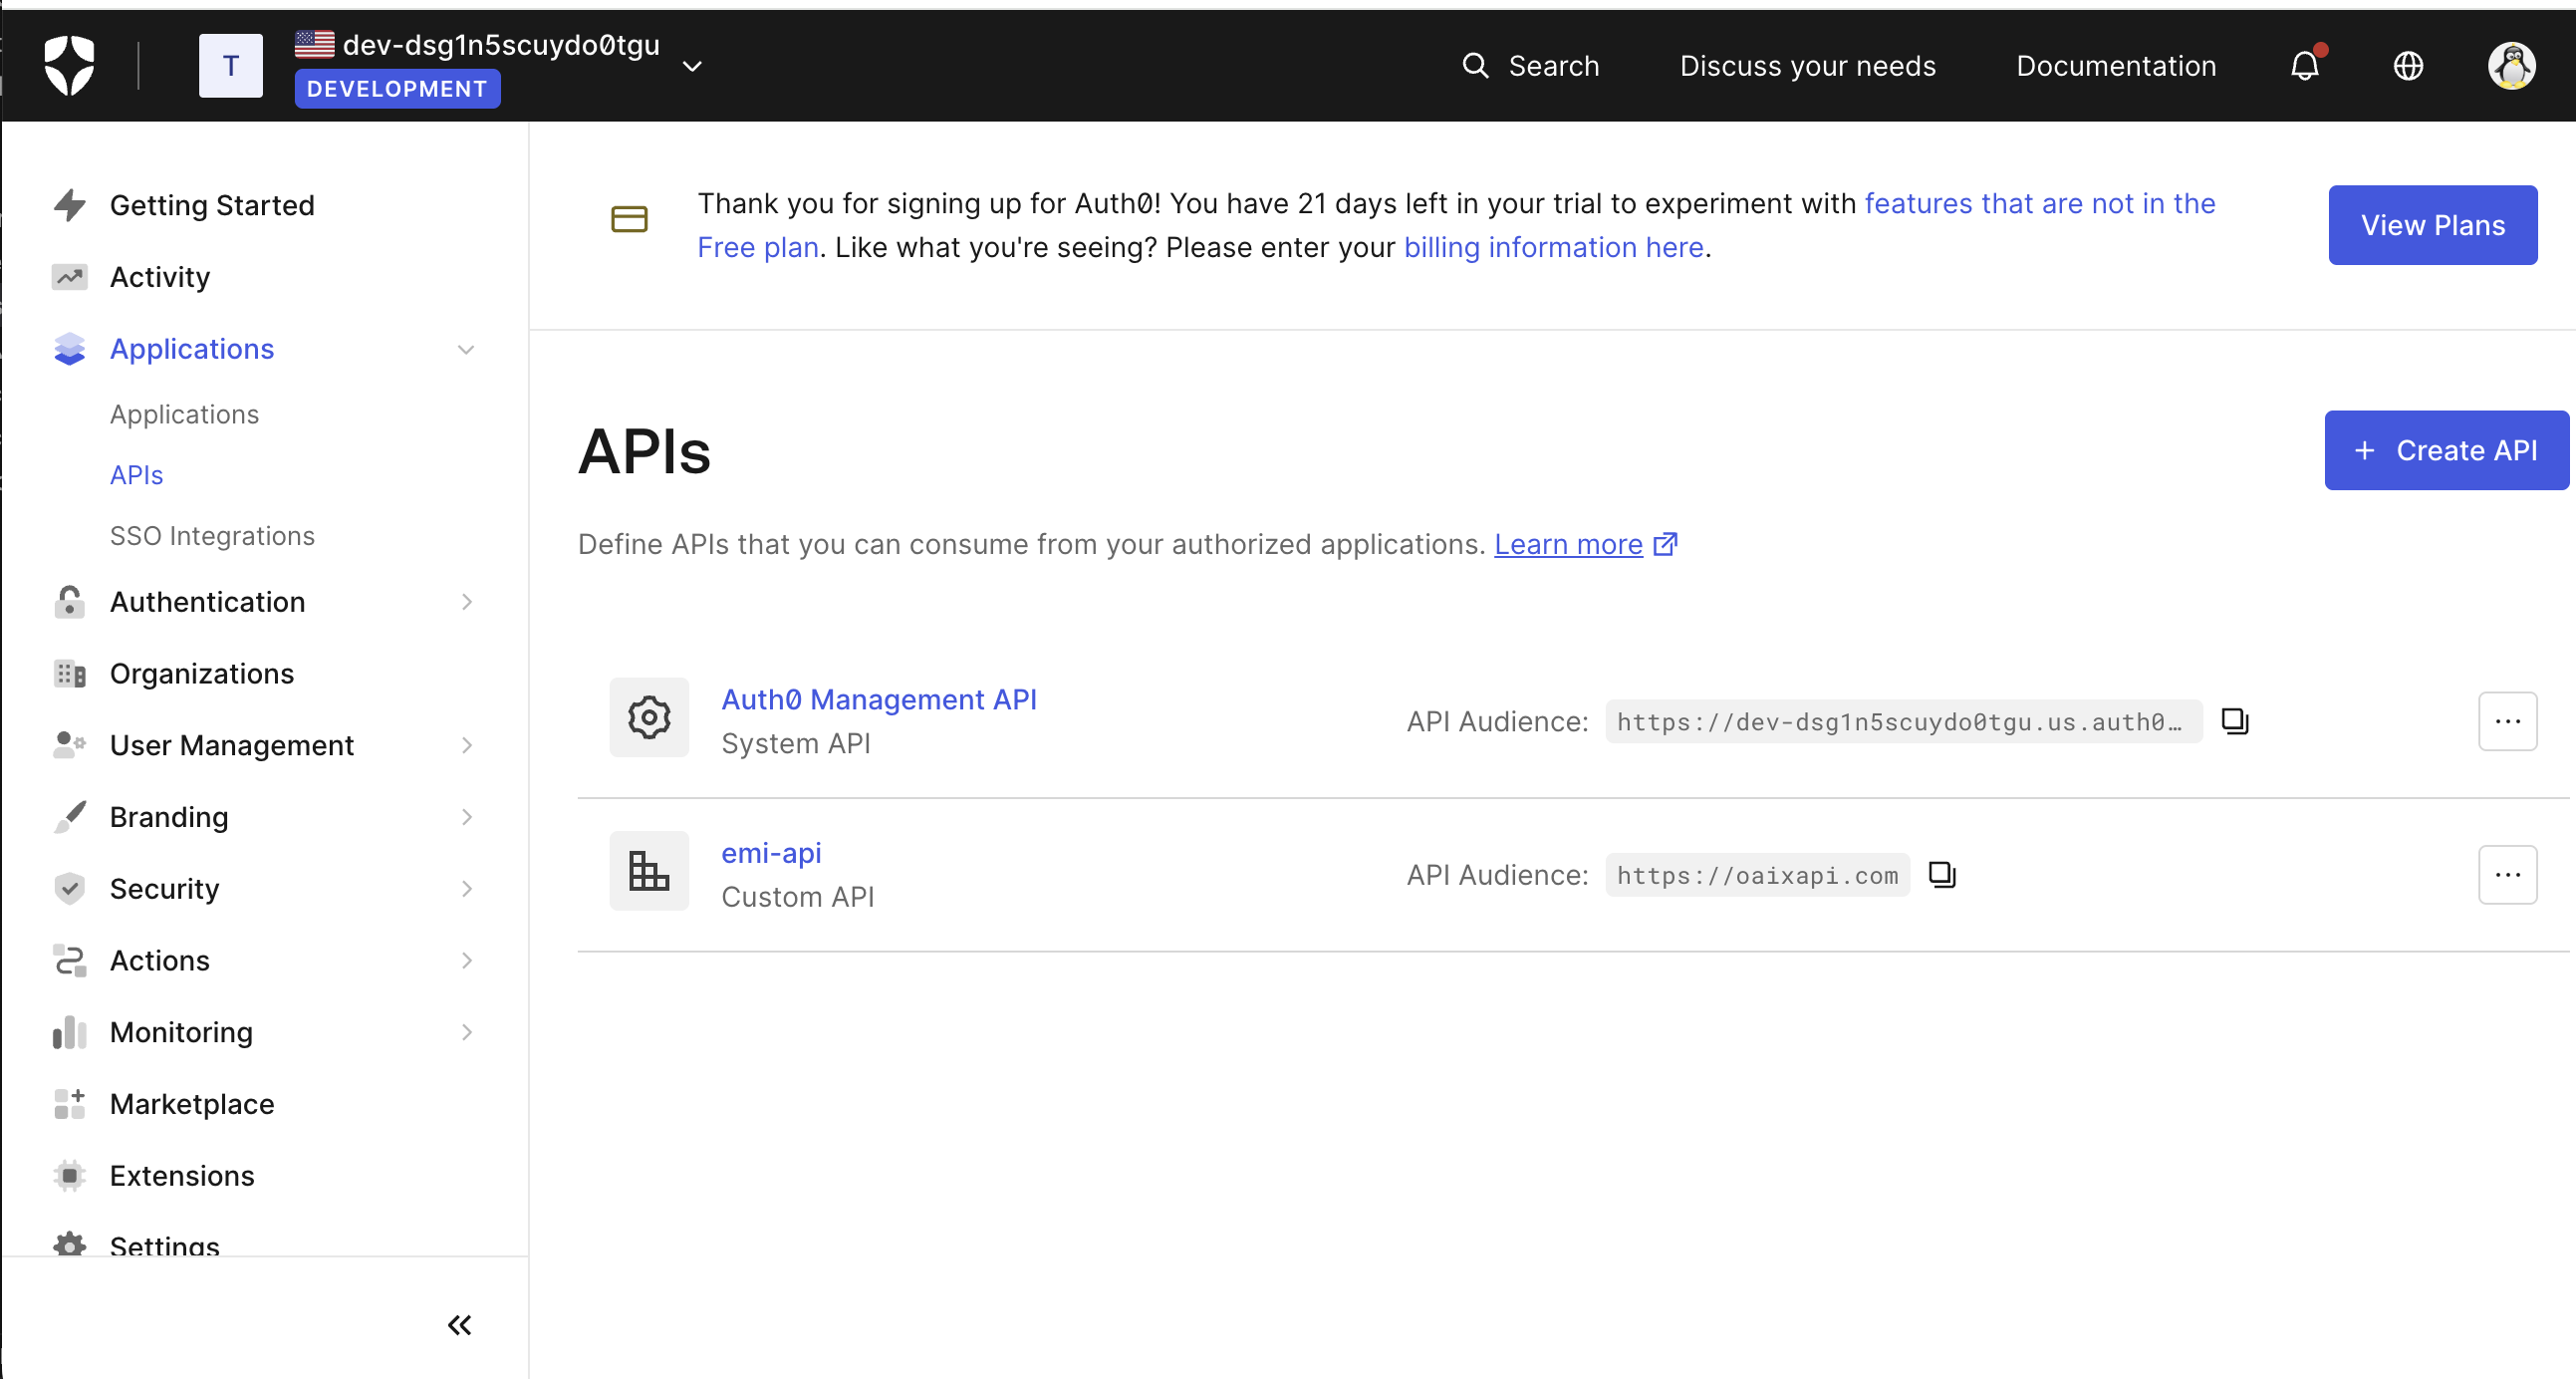 T
dev-dsg1n5scuydo0tgu
DEVELOPMENT
Search
Discuss your needs
Documentation
Getting Started
Activity
Applications
Applications
APIs
SSO Integrations
Authentication
Organizations
User Management
Branding
Security
Actions
Monitoring
Marketplace
Extensions
Settings
Thank you for signing up for Auth0! You have 21 days left in your trial to experiment with features that are not in the
Free plan. Like what you're seeing? Please enter your billing information here.
View Plans
APIs
+ Create API
Define APIs that you can consume from your authorized applications. Learn more
Auth0 Management API
System API
API Audience: https://dev-dsg1n5scuydo0tgu.us.auth0…
emi-api
Custom API
API Audience: https://oaixapi.com